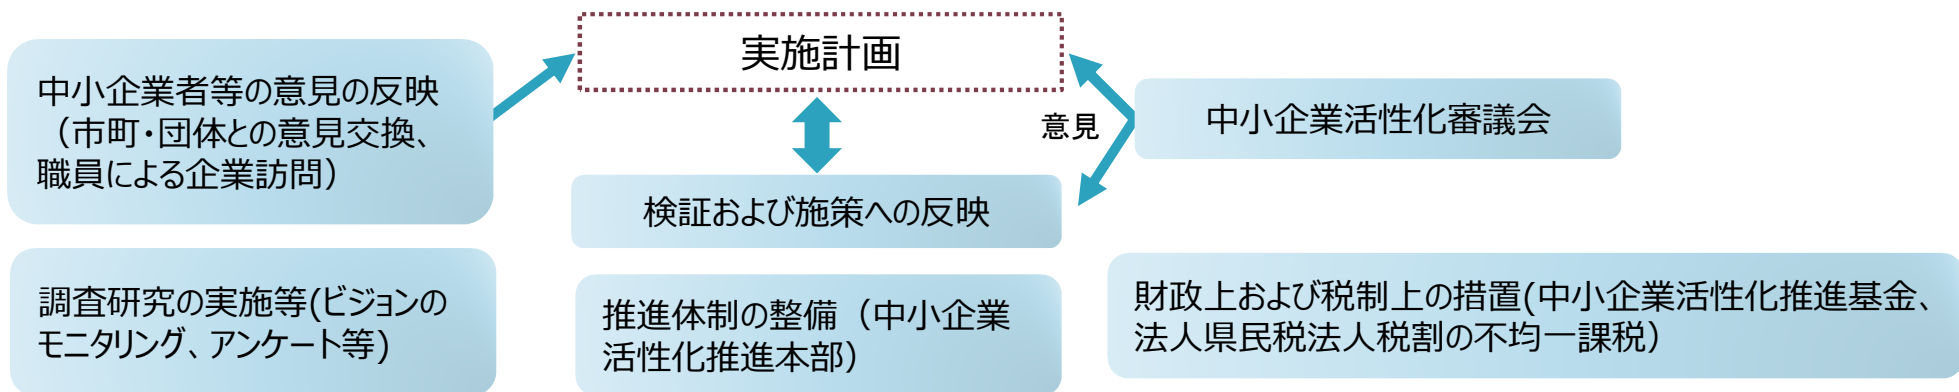 実施計画
中小企業者等の意見の反映
（市町・団体との意見交換、
職員による企業訪問）
意見
中小企業活性化審議会
検証および施策への反映
調査研究の実施等(ビジョンの
モニタリング、アンケート等)
推進体制の整備（中小企業
活性化推進本部）
財政上および税制上の措置(中小企業活性化推進基金、
法人県民税法人税割の不均一課税）